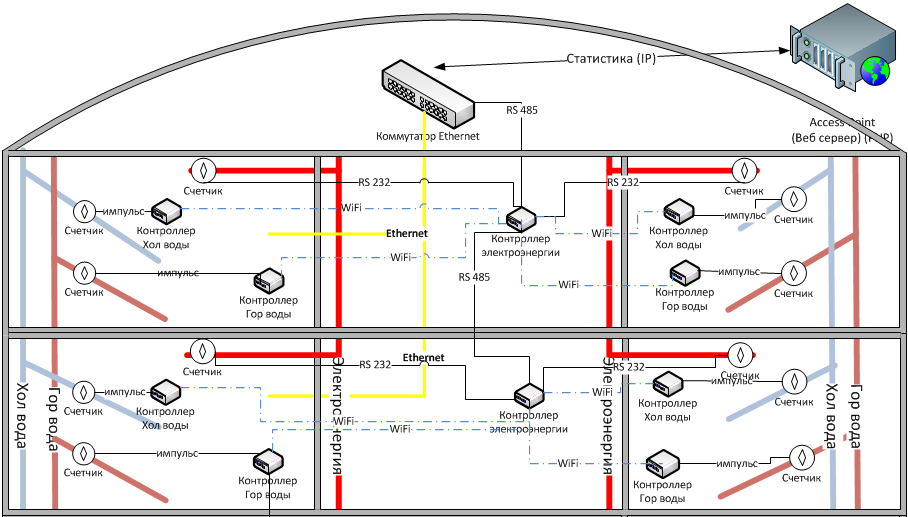 Статистика (IP)
Access Point
(Веб сервер) (PHP)
RS 485
Коммутатор Ethernet
Счетчик
RS 232
RS 232
Счетчик
Счетчик
импульс
Контроллер
Хол воды
WiFi
Ethernet
Контроллер
электроэнергии
WiFi
Контроллер
Хол воды
импульс
Счетчик
Счетчик
импульс
Контроллер
Гор воды
WiFi
RS 485
WiFi
Контроллер
Гор воды
импульс
Счетчик
Хол вода
Гор вода
Счетчик
RS 232
Ethernet
Электроэнергия
Электроэнергия
RS 232
Счетчик
Хол вода
Гор вода
Счетчик
импульс
Контроллер
Хол воды
WiFi
Контроллер
электроэнергии
WiFi
Контроллер
Хол воды
импульс
Счетчик
Счетчик
импульс
Контроллер
Гор воды
WiFi
WiFi
Контроллер
Гор воды
импульс
Счетчик